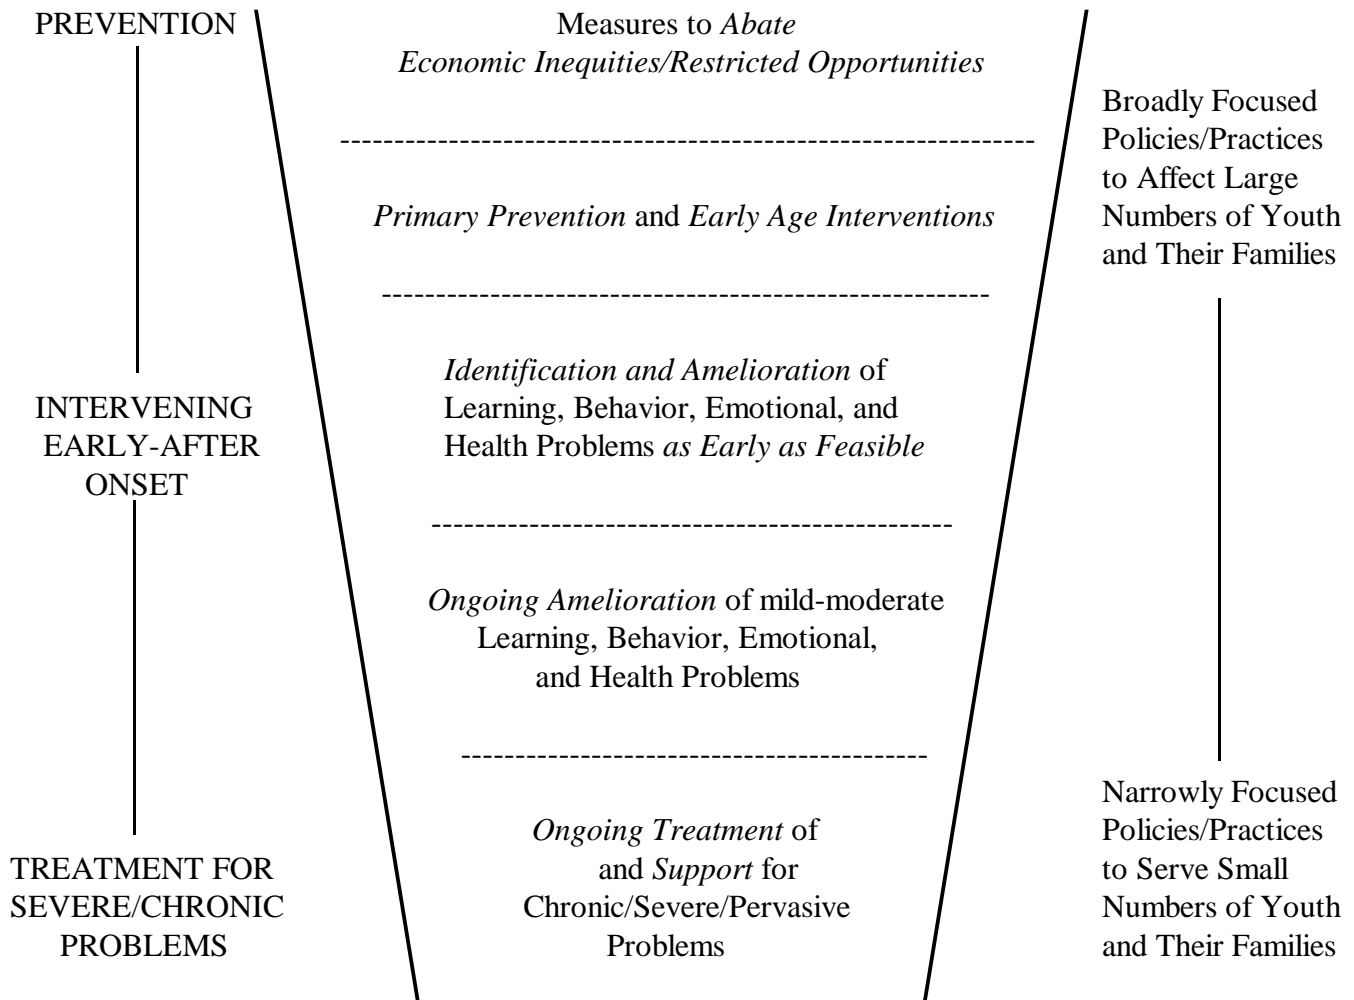 PREVENTION
Measures to Abate
Economic Inequities/Restricted Opportunities
Primary Prevention and Early Age Interventions
Identification and Amelioration of
Learning, Behavior, Emotional, and
Health Problems as Early as Feasible
Ongoing Amelioration of mild-moderate
Learning, Behavior, Emotional,
and Health Problems
Ongoing Treatment of
and Support for
Chronic/Severe/Pervasive
Problems
INTERVENING
EARLY-AFTER
ONSET
TREATMENT FOR
SEVERE/CHRONIC
PROBLEMS
Broadly Focused
Policies/Practices
to Affect Large
Numbers of Youth
and Their Families
Narrowly Focused
Policies/Practices
to Serve Small
Numbers of Youth
and Their Families